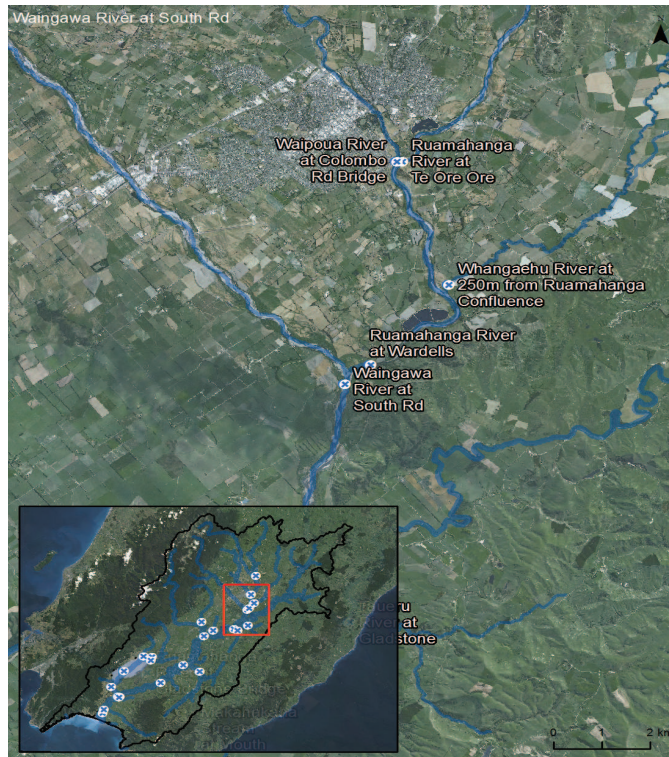 Waingawa River at South Rd
Waipoua River
at Colombo
Rd Bridge
Ruamahanga
River at
Te Ore Ore
Whangaehu River at
250m from Ruamahanga
Confluence
Ruamahanga River
at Wardells
Waingawa
River at
South Rd
River at
Gladstone
0 1 2 km